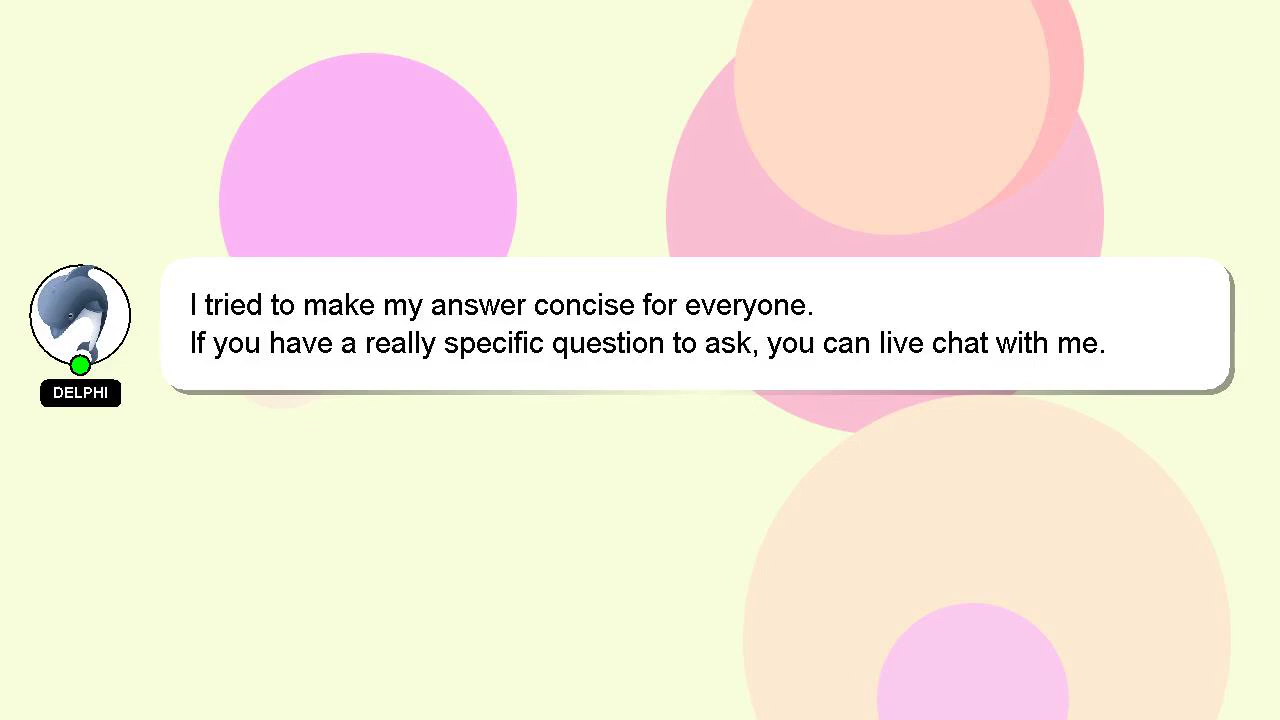 I tried to make my answer concise for everyone.
If you have a really specific question to ask, you can live chat with me.
DELPHI